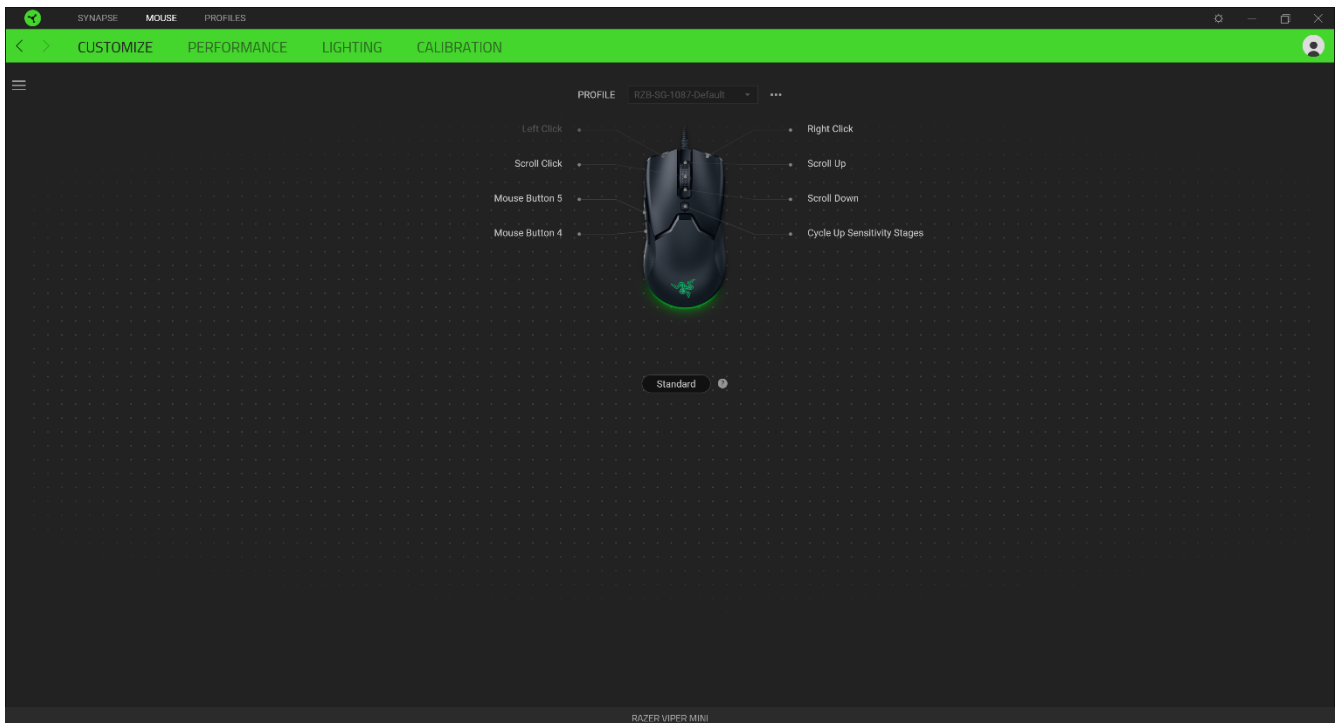 SYNAPSE MOUSE PROFILES
CUSTOMIZE PERFORMANCE LIGHTING CALIBRATION
PROFILE RZB-SG-1087-Default
Left Click Right Click
Scroll Click Scroll Up
Mouse Button 5 Scroll Down
Mouse Button 4 Cycle Up Sensitivity Stages
Standard ?
RAZER VIPER MINI